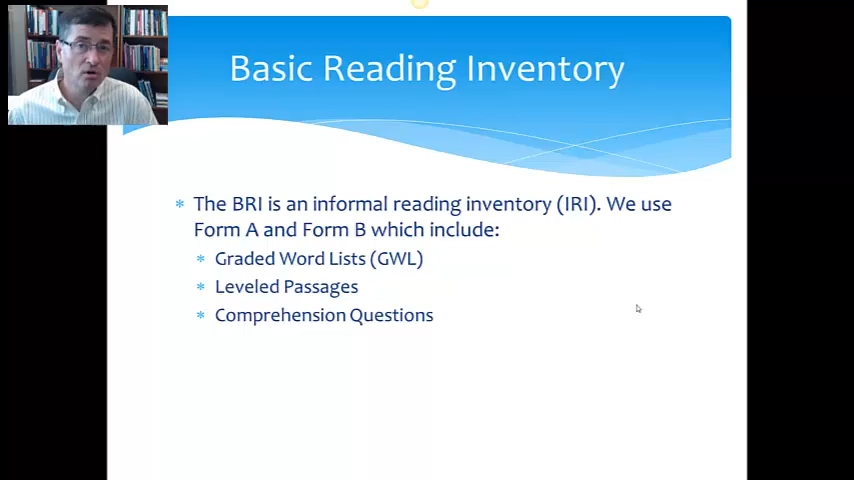 Basic Reading Inventory
* The BRI is an informal reading inventory (IRI). We use
Form A and Form B which include:
* Graded Word Lists (GWL)
* Leveled Passages
* Comprehension Questions